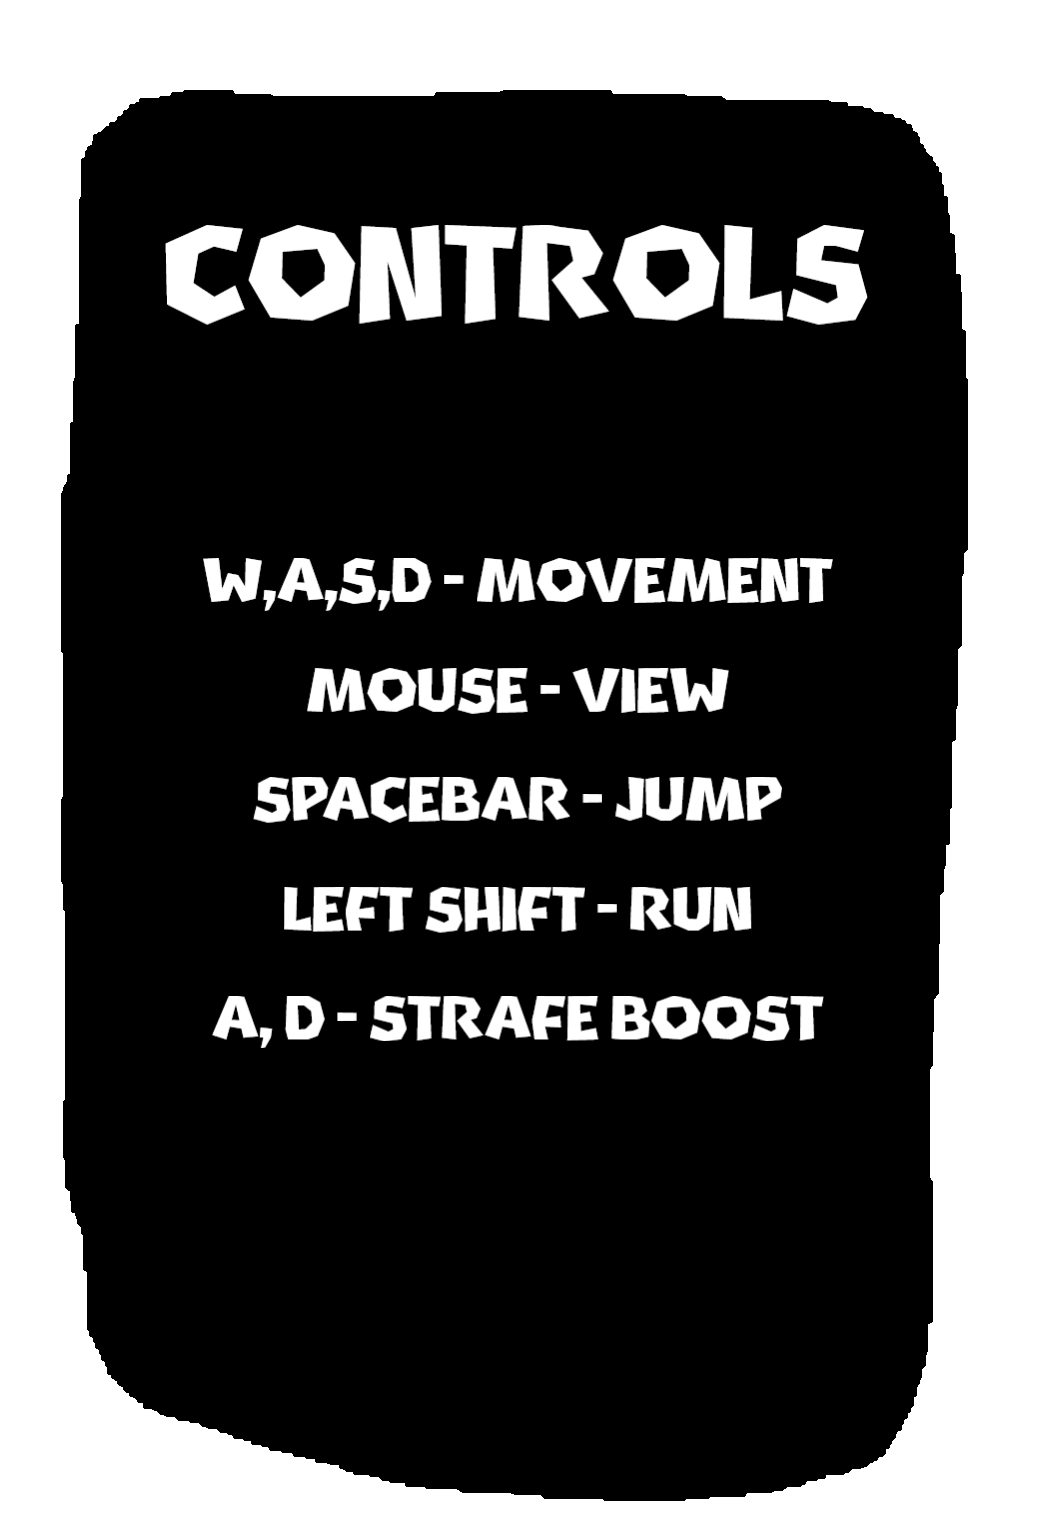 CONTROLS
W,A,S,D - MOVEMENT
MOUSE - VIEW
SPACEBAR - JUMP
LEFT SHIFT - RUN
A, D - STRAFE BOOST